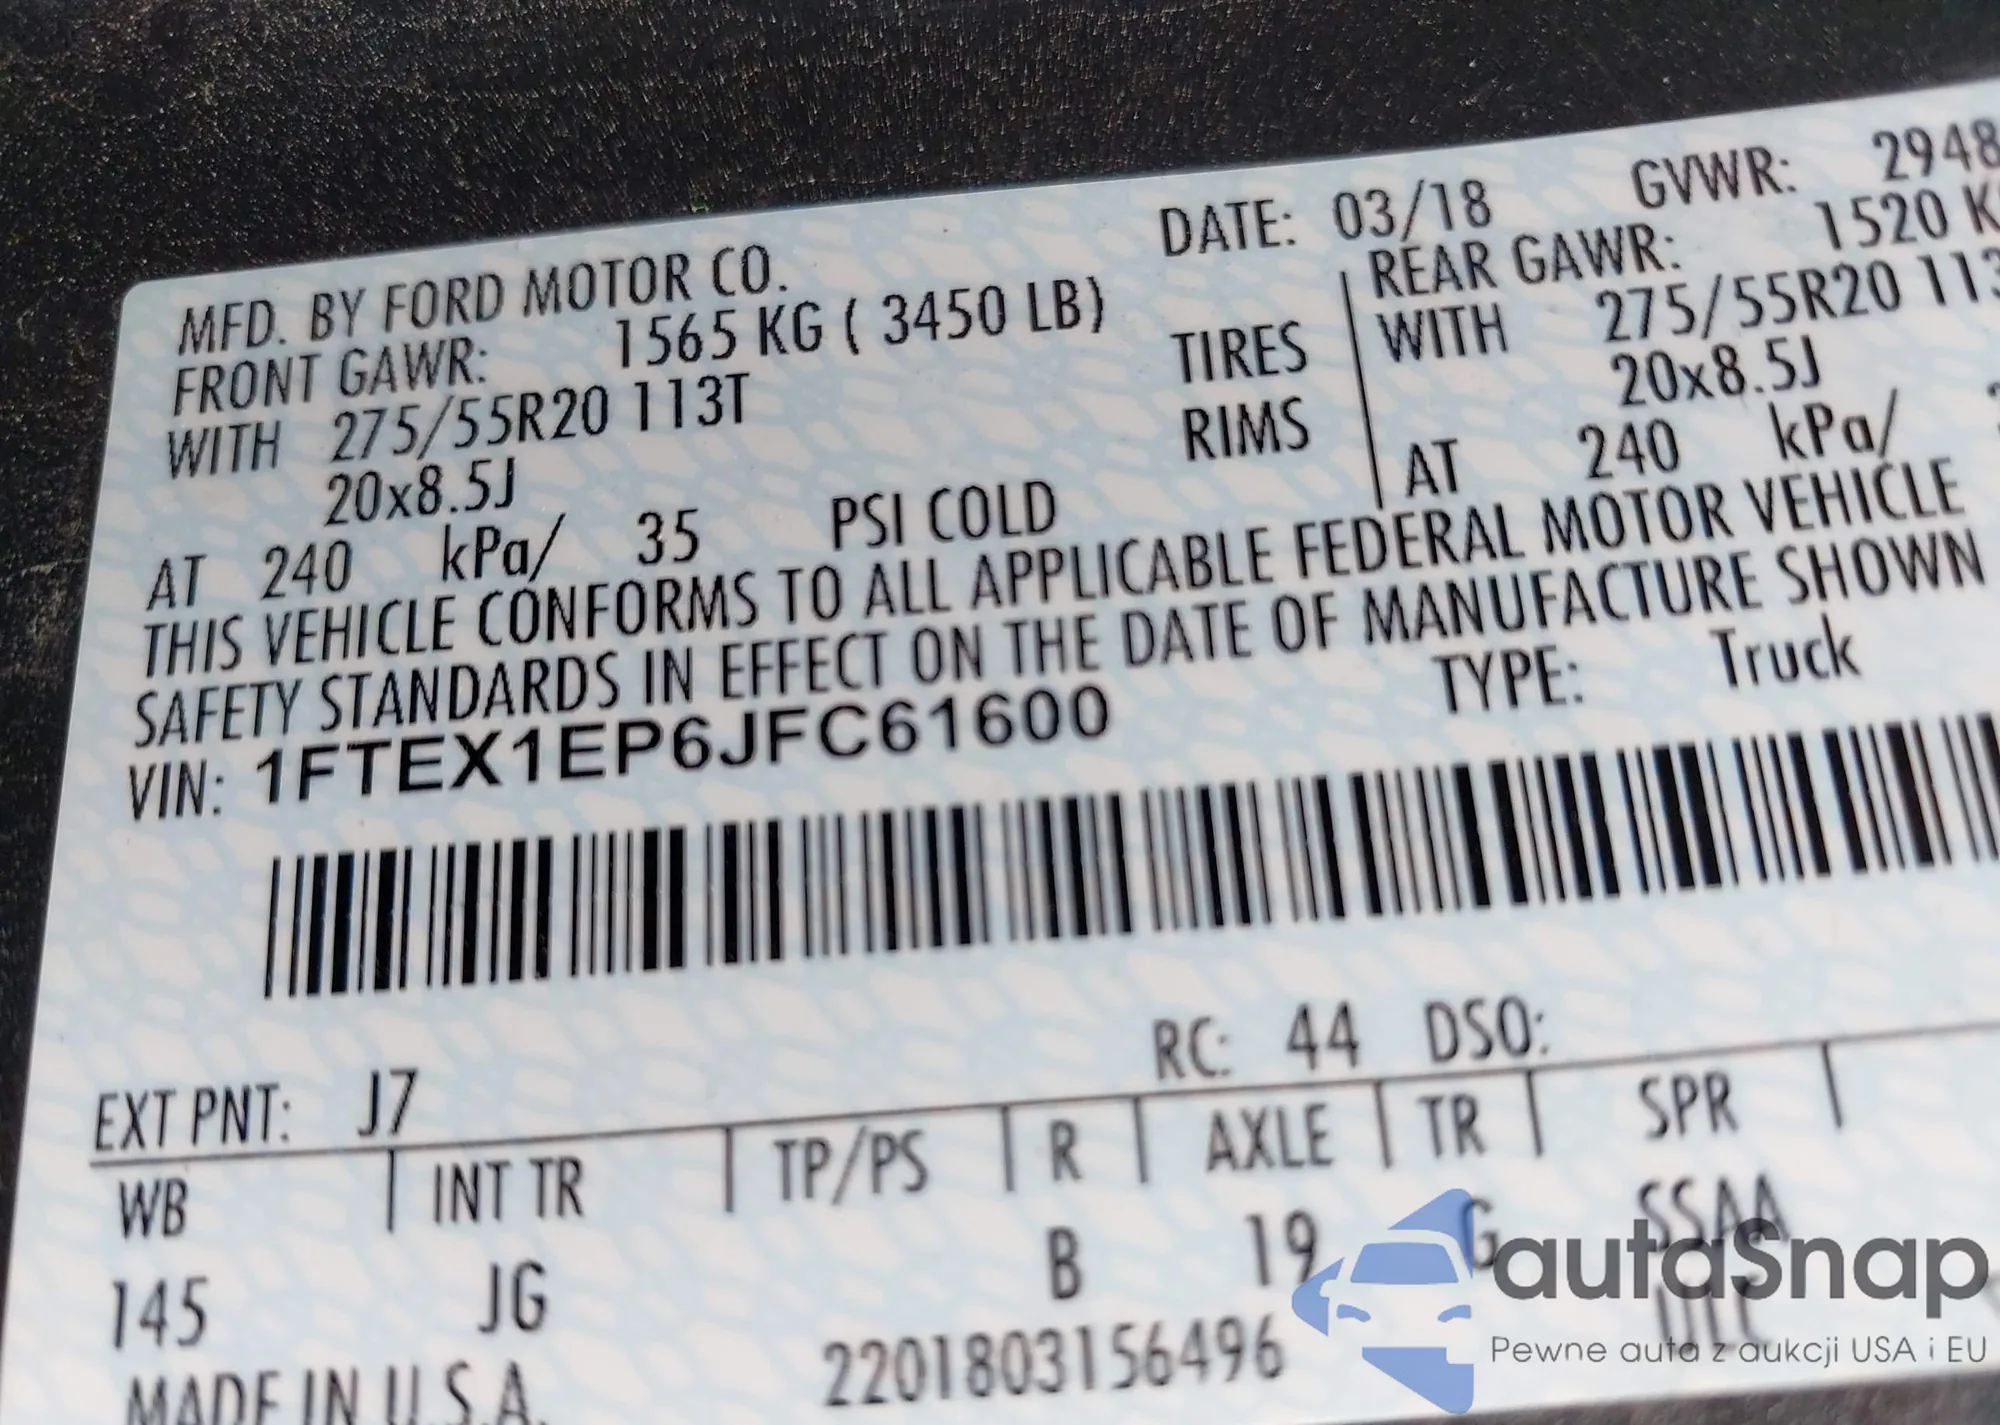 MFD. BY FORD MOTOR CO. DATE: 03/18 GVWR: 2948
FRONT GAWR: 1565 KG ( 3450 LB) REAR GAWR: 1520
WITH 275/55R20 113T TIRES WITH 275/55R20 113
20x8.5J RIMS 20x8.5J
AT 240 kPa/ 35 PSI COLD AT 240 kPa/
THIS VEHICLE CONFORMS TO ALL APPLICABLE FEDERAL MOTOR VEHICLE
SAFETY STANDARDS IN EFFECT ON THE DATE OF MANUFACTURE SHOWN
VIN: 1FTEX1EP6JFC61600 TYPE: Truck
RC: 44 DSO:
EXT PNT: J7
WB INT TR TP/PS R AXLE TR SPR
145 JG B 19 G SSAA
MADE IN U.S.A. 2201803156496
autaSnap
Pewne auta z aukcji USA i EU